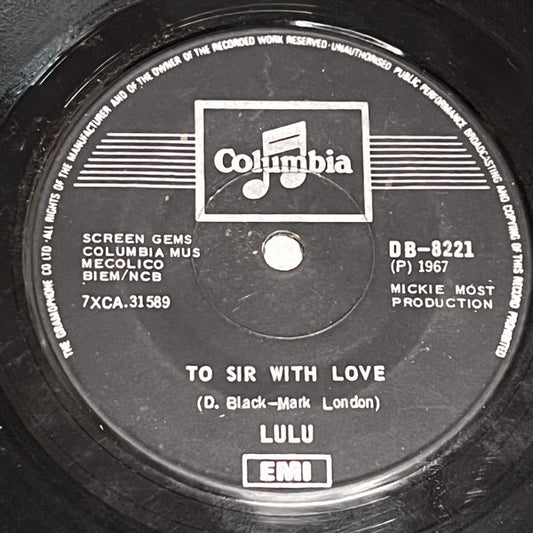 THE GRAMOPHONE CO LTD · ALL RIGHTS OF THE MANUFACTURER AND OF THE OWNER OF THE RECORDED WORK RESERVED · UNAUTHORISED PUBLIC PERFORMANCE BROADCASTING AND COPYING OF THIS RECORD PROHIBITED
Columbia
SCREEN GEMS
COLUMBIA MUS
MECOLICO
BIEM/NCB
7XCA.31589
DB-8221
(P) 1967
MICKIE MOST
PRODUCTION
TO SIR WITH LOVE
(D. Black-Mark London)
LULU
EMI